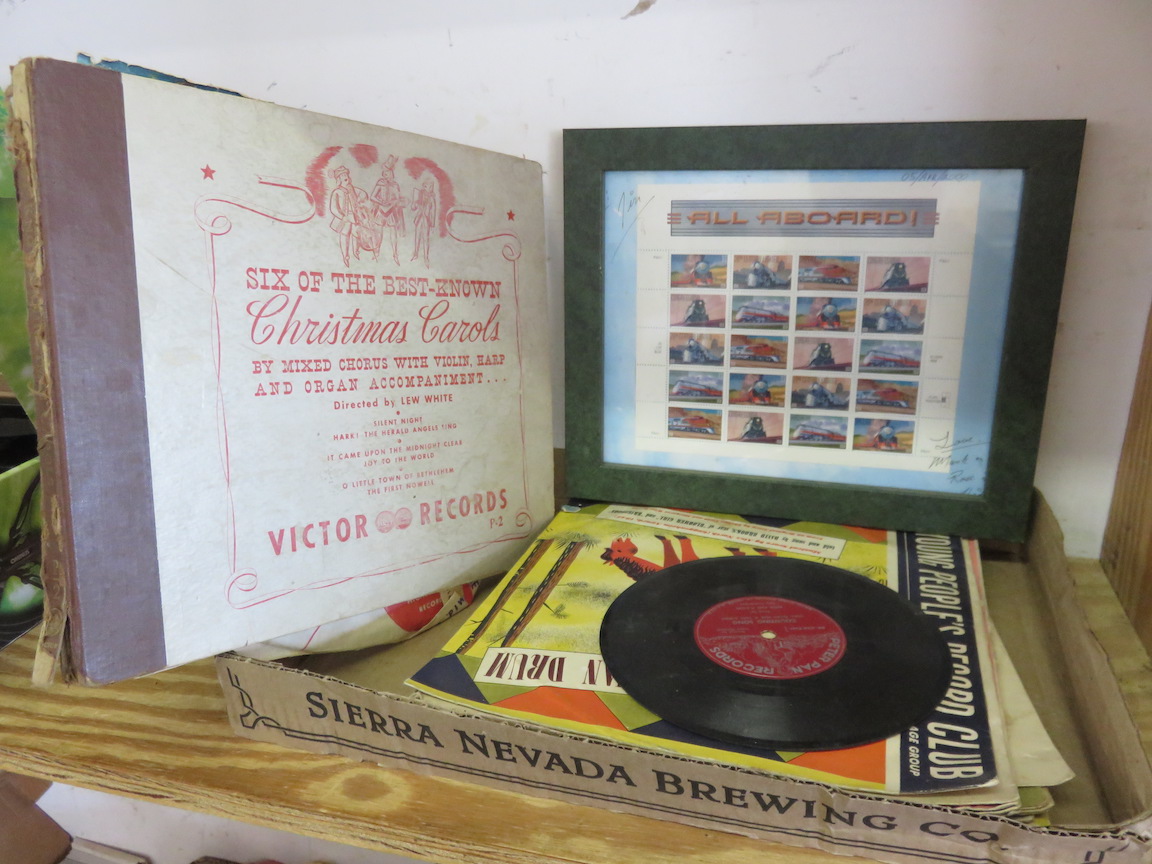 SIX OF THE BEST-KNOWN
Christmas Carols
BY MIXED CHORUS WITH VIOLIN, HARP
AND ORGAN ACCOMPANIMENT...
Directed by LEW WHITE
SILENT NIGHT
HARK! THE HERALD ANGELS SING
IT CAME UPON THE MIDNIGHT CLEAR
JOY TO THE WORLD
O LITTLE TOWN OF BETHLEHEM
THE FIRST NOWELL
VICTOR RECORDS
P-2
ALL ABOARD!
Jim
YOUNG PEOPLE'S RECORD CLUB
AGE GROUP
AN DRUM
PETER PAN RECORDS
SIERRA NEVADA BREWING CO